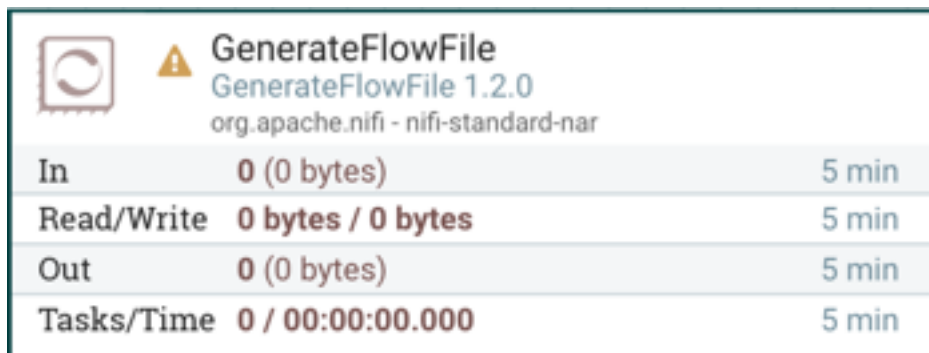 GenerateFlowFile
GenerateFlowFile 1.2.0
org.apache.nifi - nifi-standard-nar
In 0 (0 bytes) 5 min
Read/Write 0 bytes / 0 bytes 5 min
Out 0 (0 bytes) 5 min
Tasks/Time 0 / 00:00:00.000 5 min